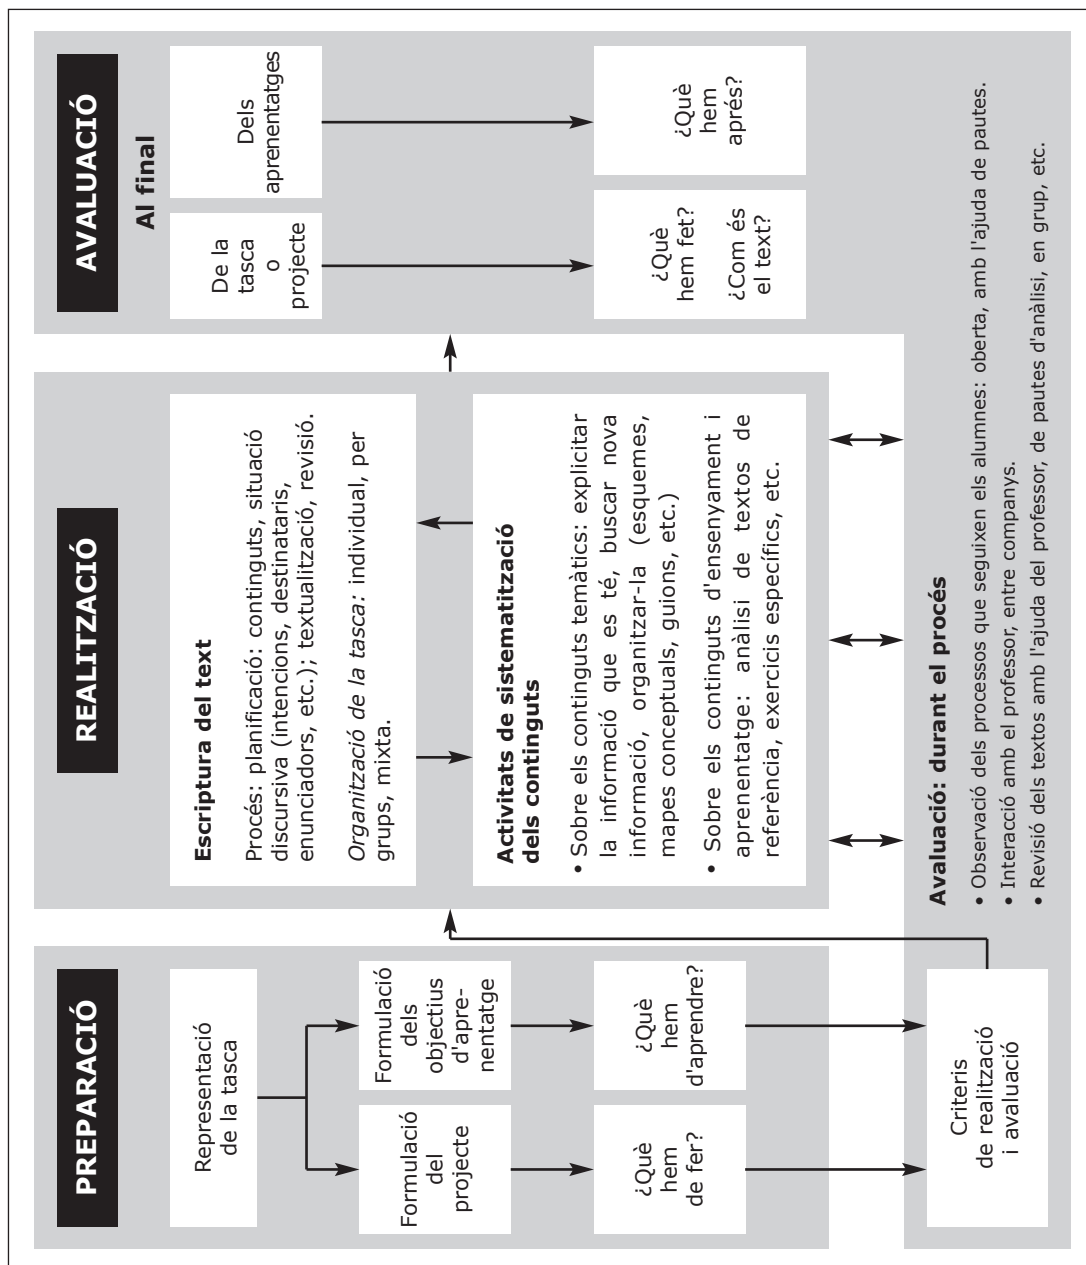 PREPARACIÓ
Representació
de la tasca
Formulació
del
projecte
Formulació
dels
objectius
d'apre-
nentatge
¿Què
hem
de fer?
¿Què
hem
d'aprendre?
Criteris
de realització
i avaluació
REALITZACIÓ
Escriptura del text
Procés: planificació: continguts, situació
discursiva (intencions, destinataris,
enunciadors, etc.); textualització, revisió.
Organització de la tasca: individual, per
grups, mixta.
Activitats de sistematització
dels continguts
• Sobre els continguts temàtics: explicitar
la informació que es té, buscar nova
informació, organitzar-la (esquemes,
mapes conceptuals, guions, etc.)
• Sobre els continguts d'ensenyament i
aprenentatge: anàlisi de textos de
referència, exercicis específics, etc.
AVALUACIÓ
Al final
De la
tasca
o
projecte
Dels
aprenentatges
¿Què
hem fet?
¿Com és
el text?
¿Què
hem
aprés?
Avaluació: durant el procés
• Observació dels processos que seguixen els alumnes: oberta, amb l'ajuda de pautes.
• Interacció amb el professor, entre companys.
• Revisió dels textos amb l'ajuda del professor, de pautes d'anàlisi, en grup, etc.